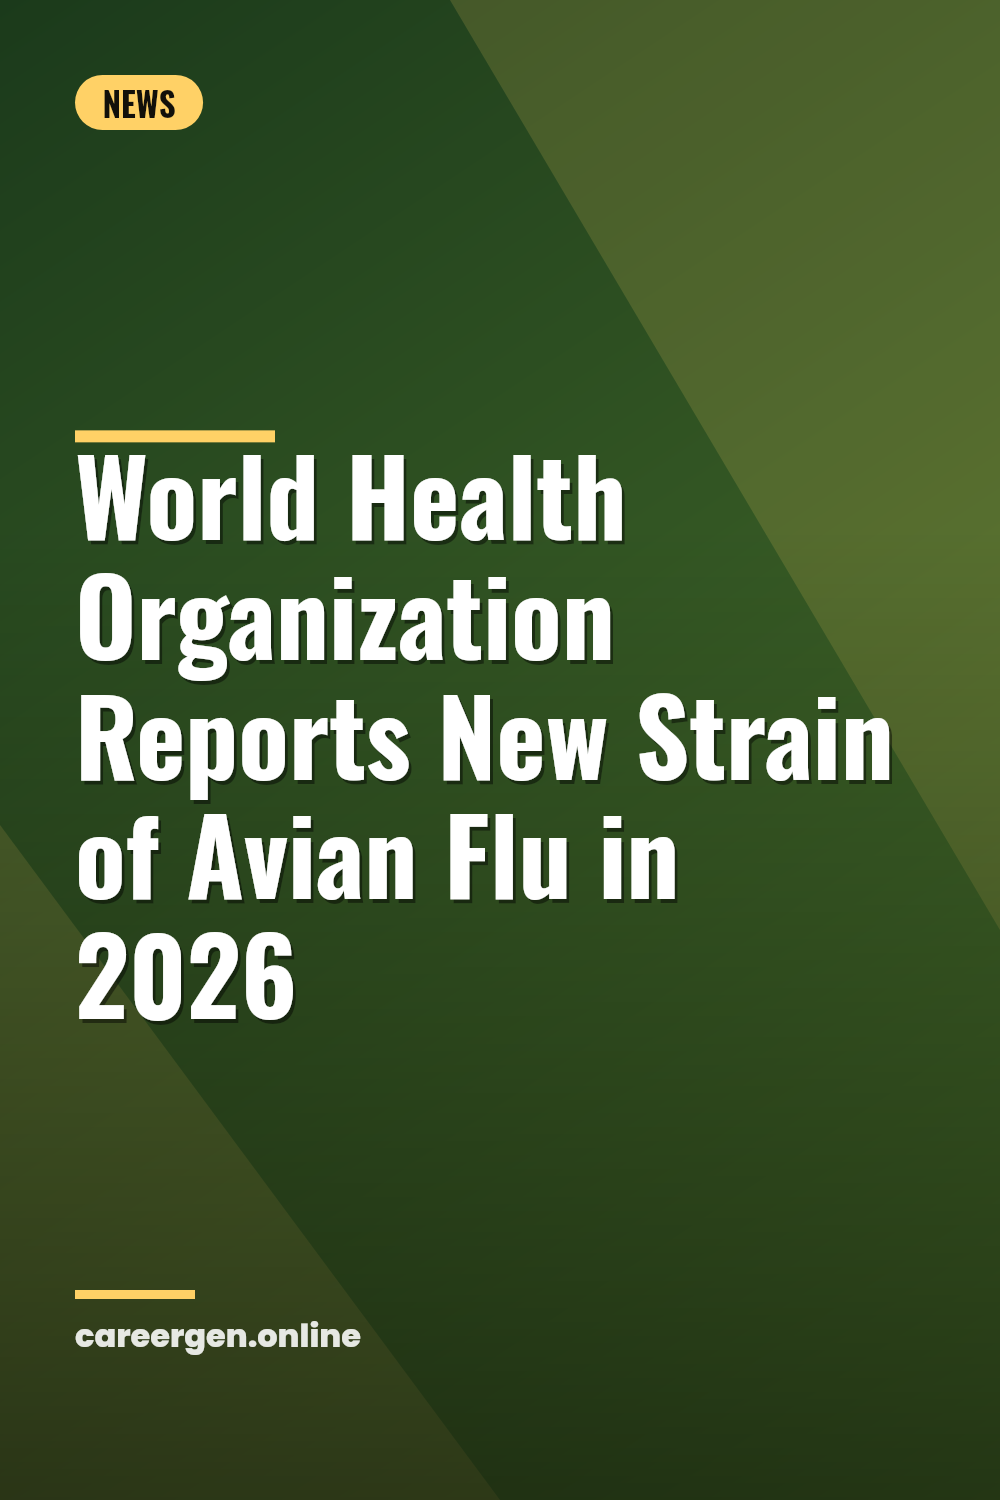 NEWS
World Health
Organization
Reports New Strain
of Avian Flu in
2026
careergen.online